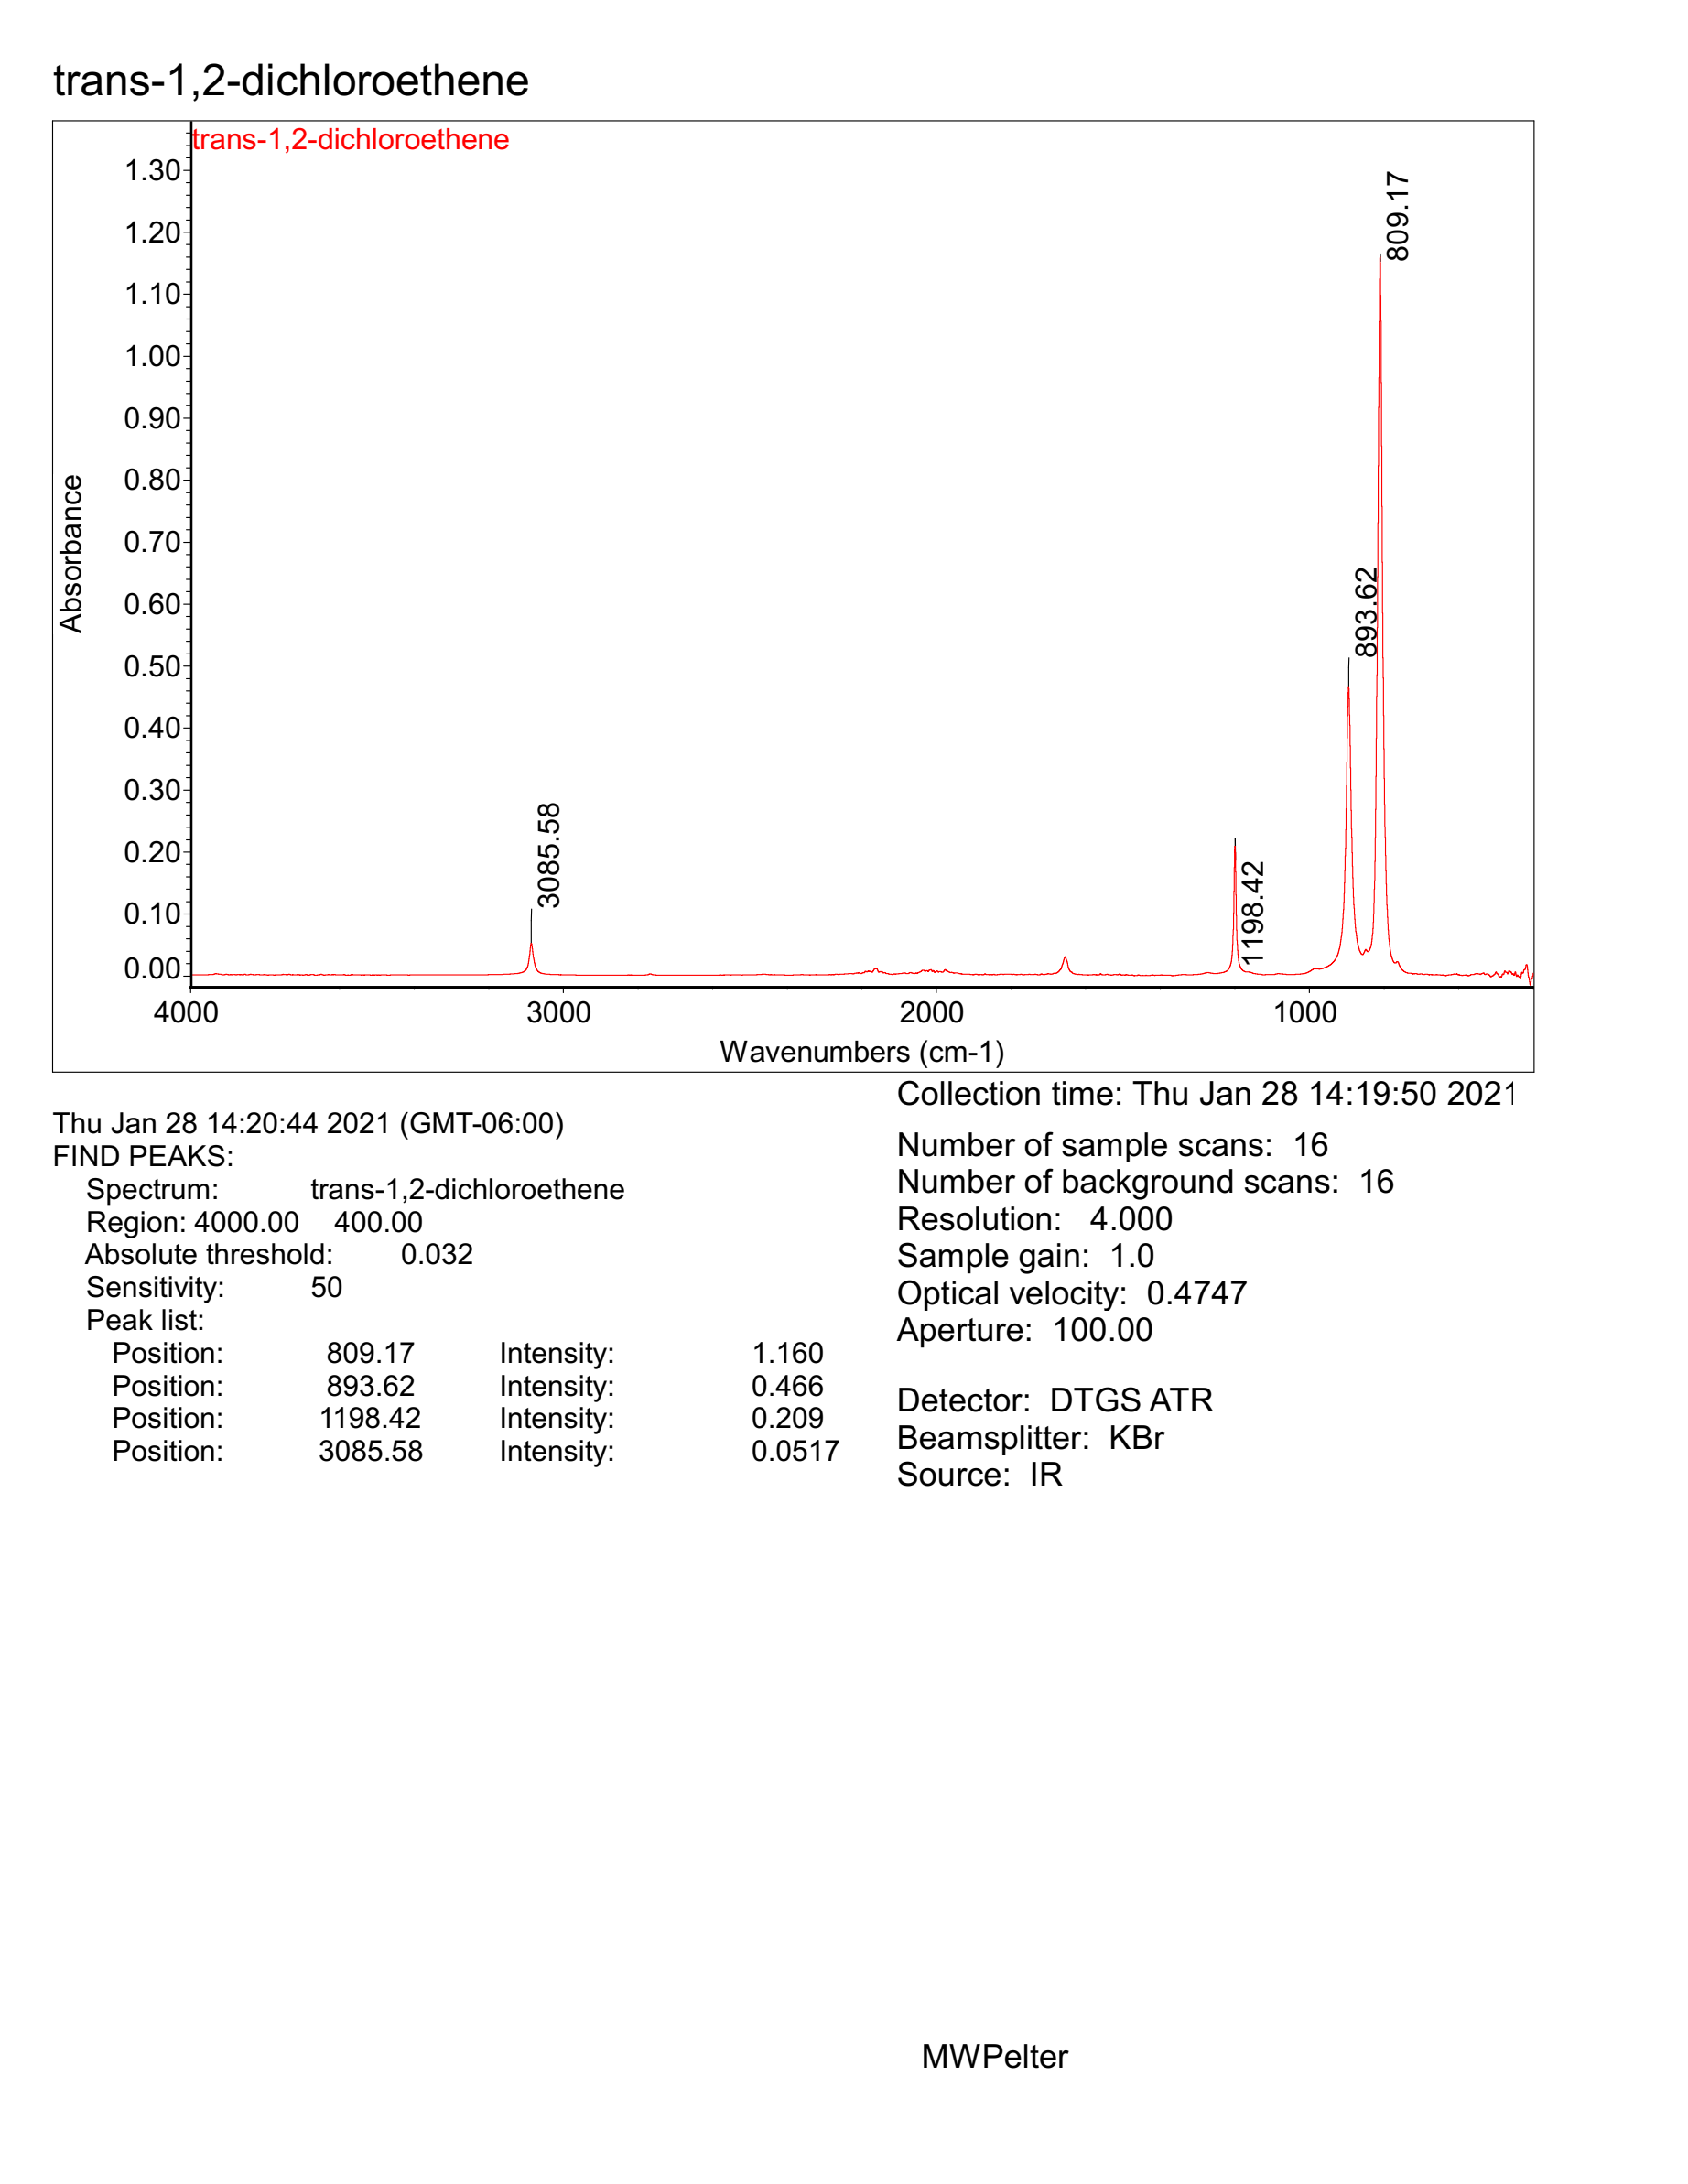 trans-1,2-dichloroethene
trans-1,2-dichloroethene
1.30
1.20
1.10
1.00
0.90
0.80
0.70
0.60
0.50
0.40
0.30
0.20
0.10
0.00
Absorbance
3085.58
1198.42
893.62
809.17
4000 3000 2000 1000
Wavenumbers (cm-1)
Thu Jan 28 14:20:44 2021 (GMT-06:00)
FIND PEAKS:
Spectrum: trans-1,2-dichloroethene
Region: 4000.00 400.00
Absolute threshold: 0.032
Sensitivity: 50
Peak list:
Position: 809.17 Intensity: 1.160
Position: 893.62 Intensity: 0.466
Position: 1198.42 Intensity: 0.209
Position: 3085.58 Intensity: 0.0517
Collection time: Thu Jan 28 14:19:50 2021
Number of sample scans: 16
Number of background scans: 16
Resolution: 4.000
Sample gain: 1.0
Optical velocity: 0.4747
Aperture: 100.00
Detector: DTGS ATR
Beamsplitter: KBr
Source: IR
MWPelter